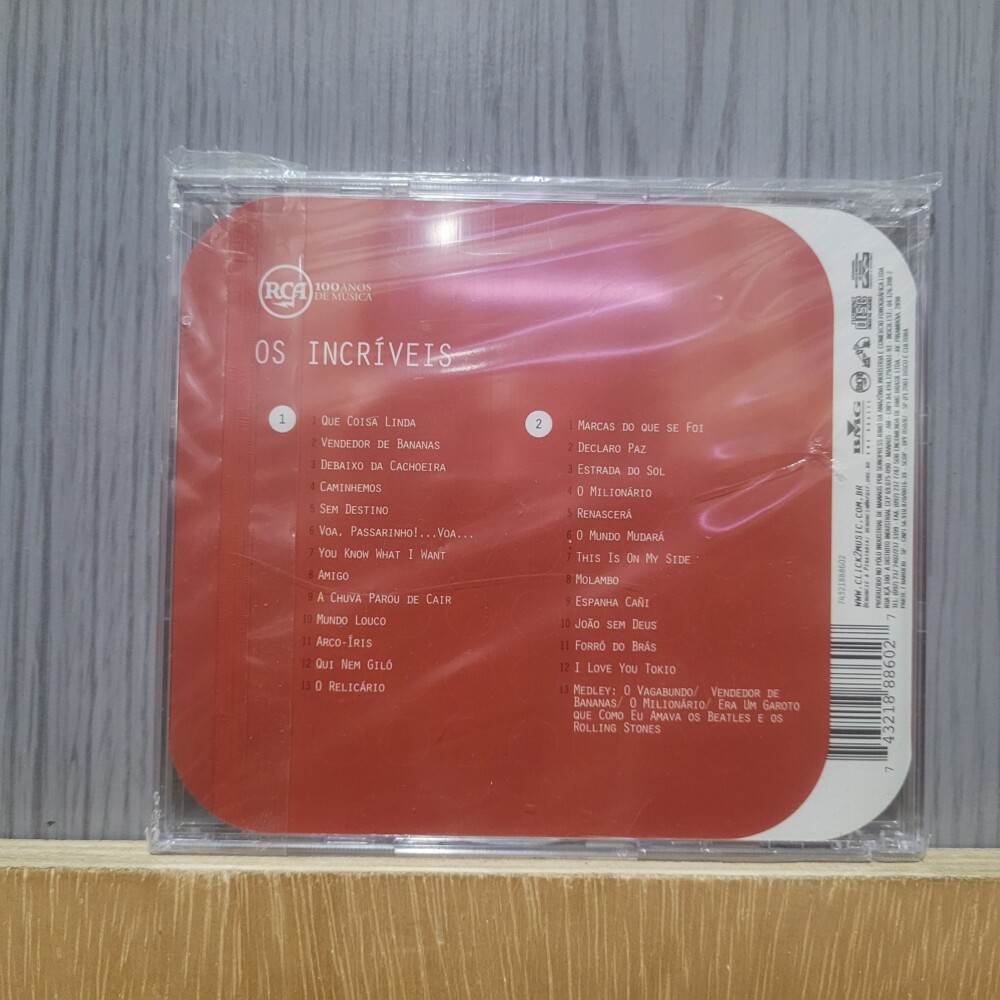 RCA 100 ANOS
DE MÚSICA
OS INCRÍVEIS
1
1 QUE COISA LINDA
2 VENDEDOR DE BANANAS
3 DEBAIXO DA CACHOEIRA
4 CAMINHEMOS
5 SEM DESTINO
6 VOA, PASSARINHO!...VOA...
7 YOU KNOW WHAT I WANT
8 AMIGO
9 A CHUVA PAROU DE CAIR
10 MUNDO LOUCO
11 ARCO-ÍRIS
12 QUI NEM GILÓ
13 O RELICÁRIO
2
1 MARCAS DO QUE SE FOI
2 DECLARO PAZ
3 ESTRADA DO SOL
4 O MILIONÁRIO
5 RENASCERÁ
6 O MUNDO MUDARÁ
7 THIS IS ON MY SIDE
8 MOLAMBO
9 ESPANHA CAÑI
10 JOÃO SEM DEUS
11 FORRÓ DO BRÁS
12 I LOVE YOU TOKIO
13 MEDLEY: O VAGABUNDO/ VENDEDOR DE
BANANAS/ O MILIONÁRIO/ ERA UM GAROTO
QUE COMO EU AMAVA OS BEATLES E OS
ROLLING STONES
74321888602
BMG
WWW.CLICK2MUSIC.COM.BR
7 43218 88602 7